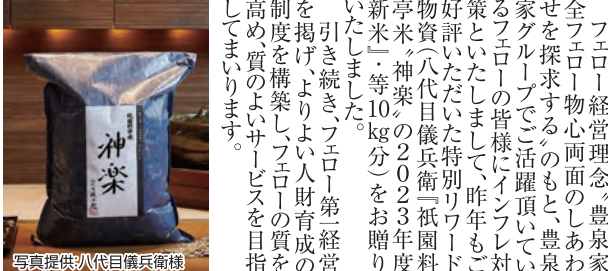 フェロー経営理念〝豊泉家
全フェロー物心両面のしあわ
せを探求する〟のもと、豊泉
家グループでご活躍頂いてい
るフェローの皆様にインフレ対
策といたしまして、昨年もご
好評いただいた特別リワード
物資(八代目儀兵衛『祇園料
亭米〝神楽〟の2023年度
新米』・等10kg分)をお贈り
いたしました。
引き続き、フェロー第一経営
を掲げ、よりよい人財育成の
制度を構築し、フェローの質を
高め、質のよいサービスを目指
してまいります。
神楽
写真提供:八代目儀兵衛様